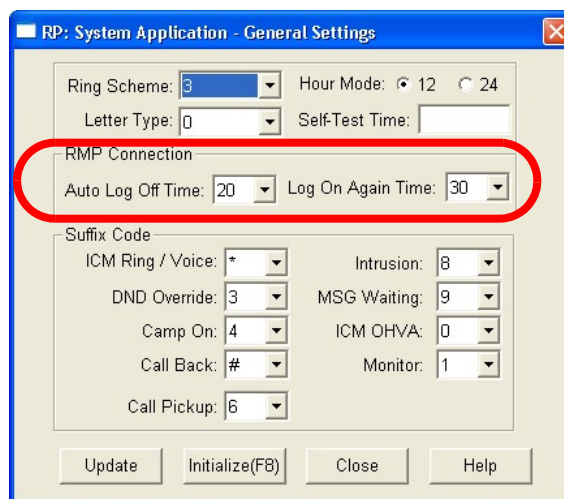 RP: System Application - General Settings
Ring Scheme: 3 Hour Mode: 12 24
Letter Type: 0 Self-Test Time:
RMP Connection
Auto Log Off Time: 20 Log On Again Time: 30
Suffix Code
ICM Ring / Voice: * Intrusion: 8
DND Override: 3 MSG Waiting: 9
Camp On: 4 ICM OHVA: 0
Call Back: # Monitor: 1
Call Pickup: 6
Update Initialize(F8) Close Help